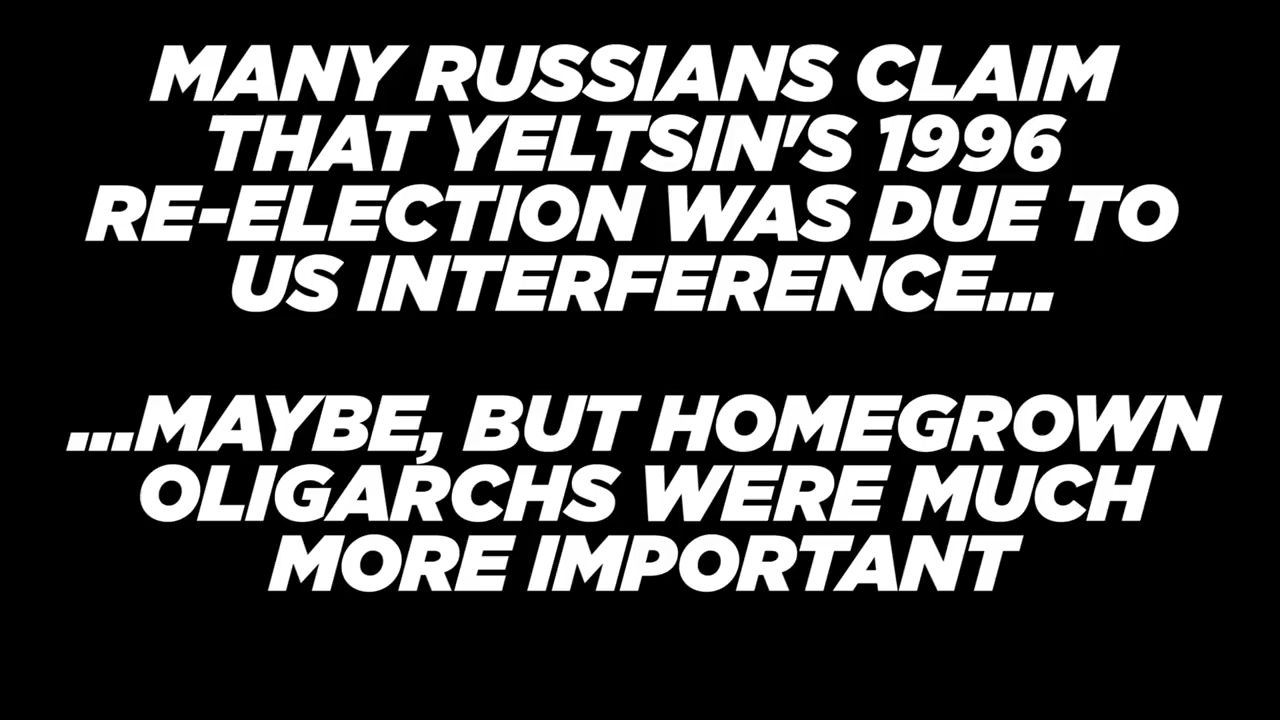 MANY RUSSIANS CLAIM
THAT YELTSIN'S 1996
RE-ELECTION WAS DUE TO
US INTERFERENCE...
...MAYBE, BUT HOMEGROWN
OLIGARCHS WERE MUCH
MORE IMPORTANT